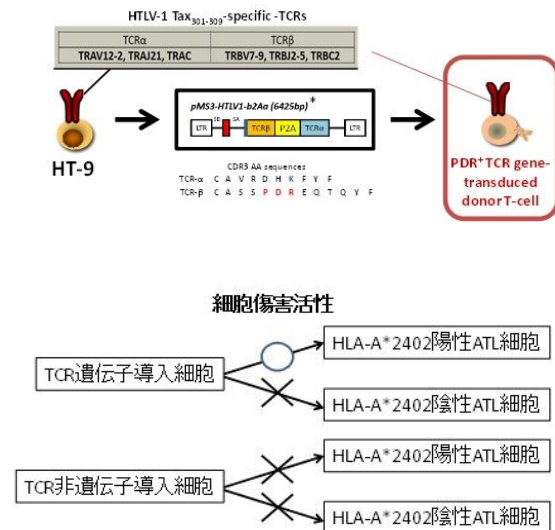 HTLV-1 Tax301-309-specific -TCRs
TCRα TCRβ
TRAV12-2, TRAJ21, TRAC TRBV7-9, TRBJ2-5, TRBC2
pMS3-HTLV1-b2Aa (6425bp)*
SD SA
LTR TCRβ P2A TCRα LTR
HT-9
CDR3 AA sequences
TCR-α C A V R D H K F Y F
TCR-β C A S S P D R E Q T Q Y F
PDR⁺TCR gene-
transduced
donor T-cell
細胞傷害活性
TCR遺伝子導入細胞
HLA-A*2402陽性ATL細胞
HLA-A*2402陰性ATL細胞
TCR非遺伝子導入細胞
HLA-A*2402陽性ATL細胞
HLA-A*2402陰性ATL細胞